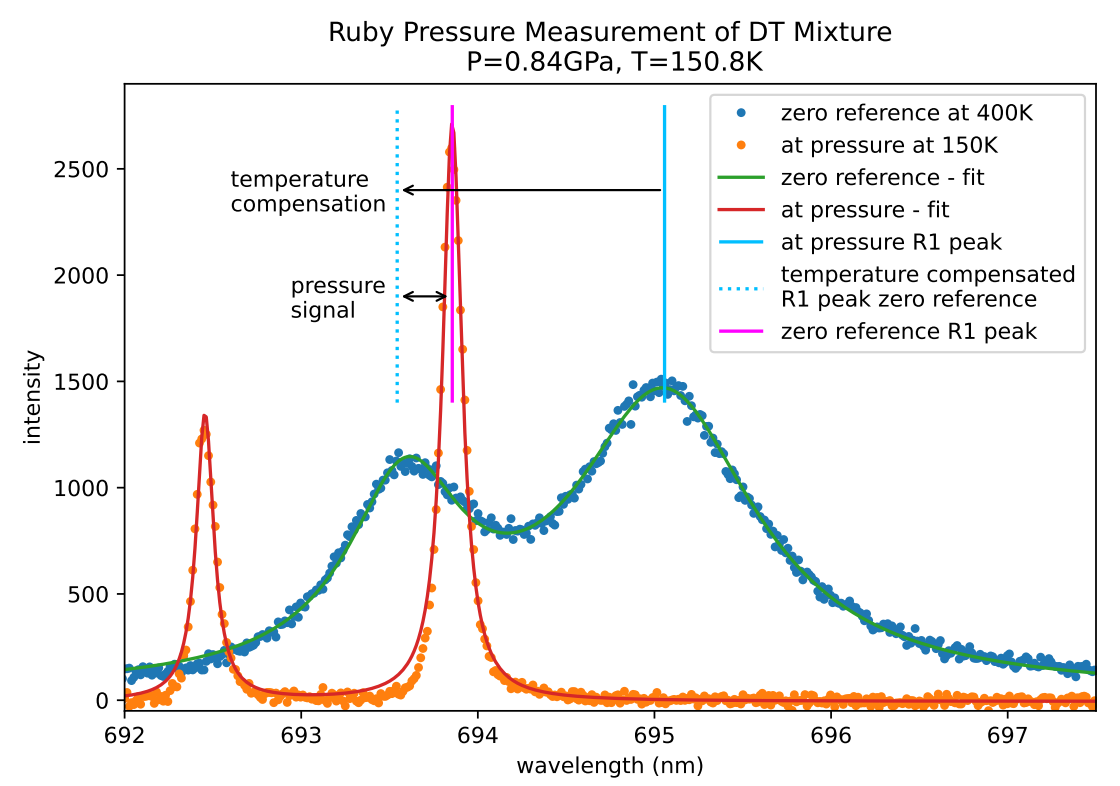 Ruby Pressure Measurement of DT Mixture
P=0.84GPa, T=150.8K
zero reference at 400K
at pressure at 150K
zero reference - fit
at pressure - fit
at pressure R1 peak
temperature compensated
R1 peak zero reference
zero reference R1 peak
temperature
compensation
pressure
signal
intensity
2500
2000
1500
1000
500
0
692
693
694
695
696
697
wavelength (nm)